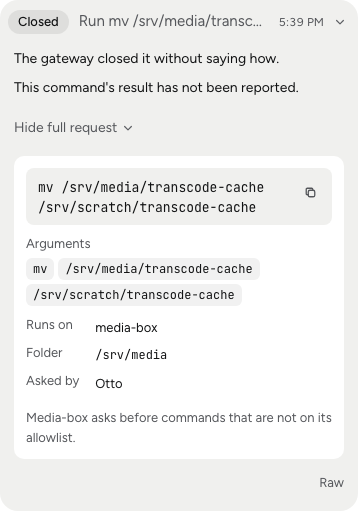 Closed Run mv /srv/media/transc... 5:39 PM
The gateway closed it without saying how.
This command's result has not been reported.
Hide full request
mv /srv/media/transcode-cache
/srv/scratch/transcode-cache
Arguments
mv /srv/media/transcode-cache
/srv/scratch/transcode-cache
Runs on media-box
Folder /srv/media
Asked by Otto
Media-box asks before commands that are not on its
allowlist.
Raw